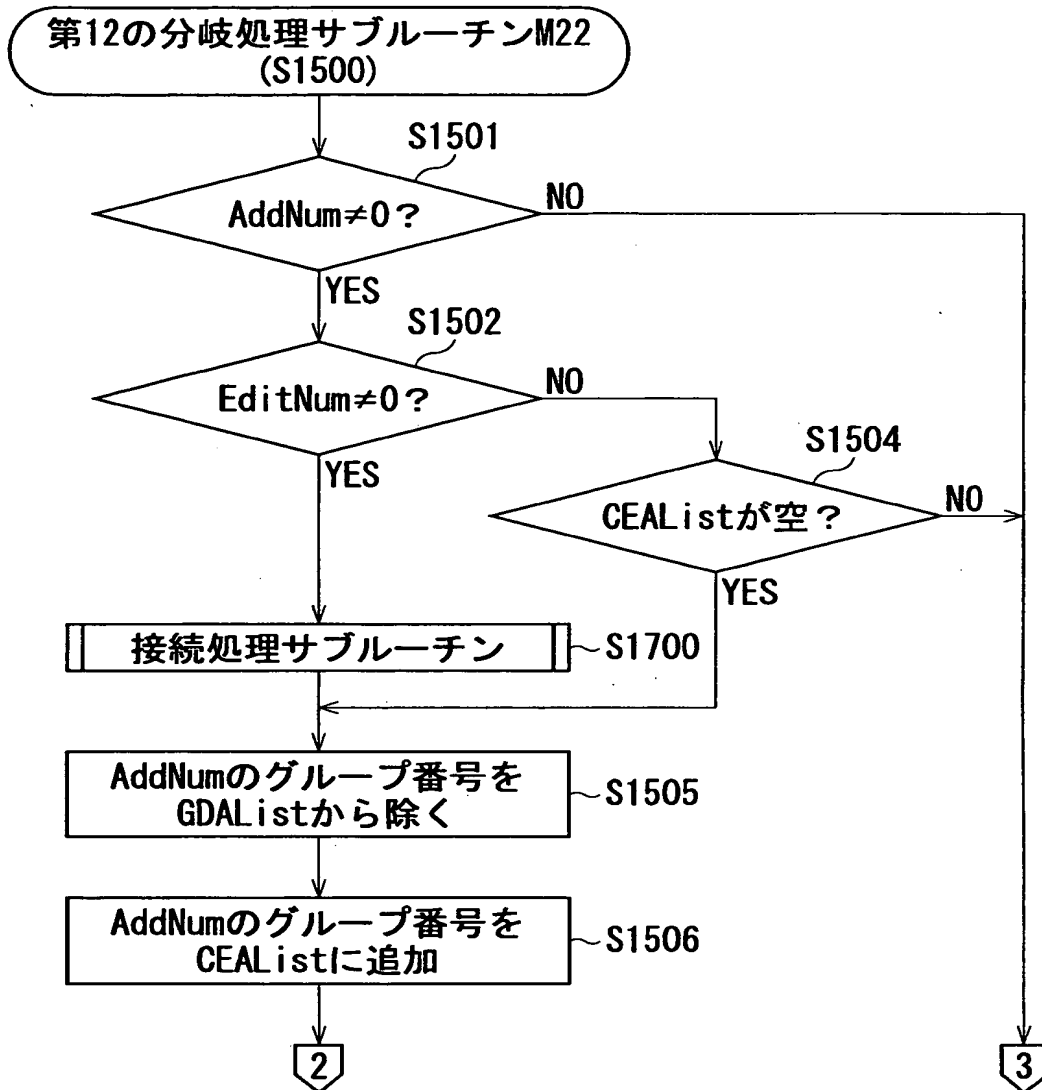 第12の分岐処理サブルーチンM22
(S1500)
S1501
AddNum≠0？
NO
YES
S1502
EditNum≠0？
NO
YES
S1504
CEAListが空？
NO
YES
接続処理サブルーチン
S1700
AddNumのグループ番号を
GDAListから除く
S1505
AddNumのグループ番号を
CEAListに追加
S1506
2
3